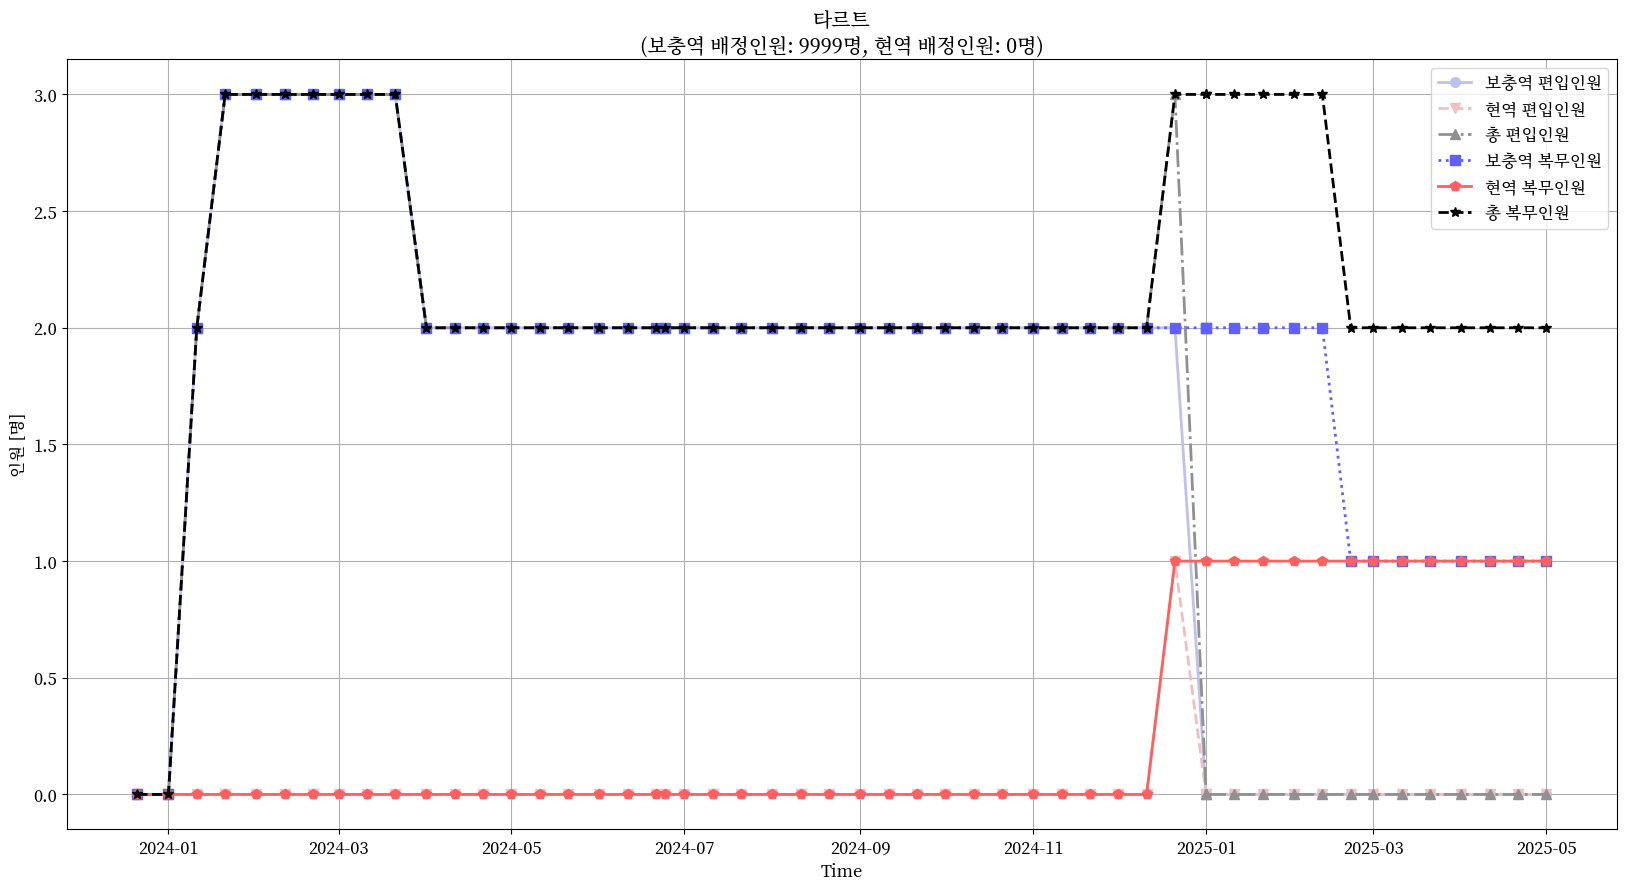 타르트
(보충역 배정인원: 9999명, 현역 배정인원: 0명)
보충역 편입인원
현역 편입인원
총 편입인원
보충역 복무인원
현역 복무인원
총 복무인원
인원 [명]
3.0
2.5
2.0
1.5
1.0
0.5
0.0
2024-01
2024-03
2024-05
2024-07
2024-09
2024-11
2025-01
2025-03
2025-05
Time